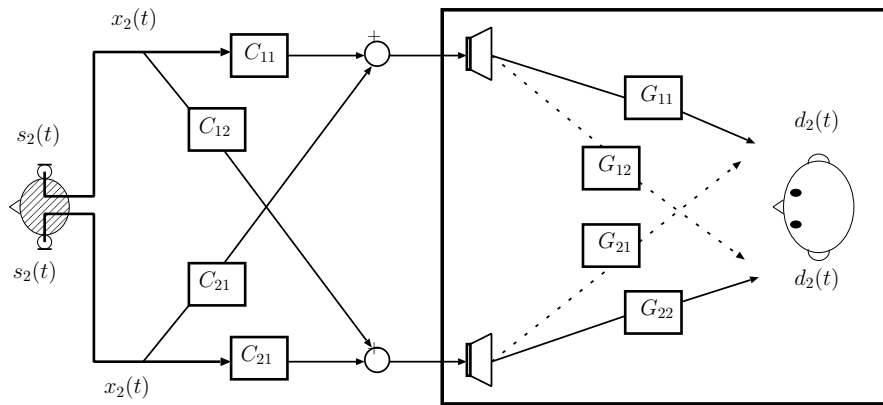 x₂(t)
+
C₁₁
G₁₁
s₂(t)
C₁₂
d₂(t)
G₁₂
G₂₁
s₂(t)
C₂₁
d₂(t)
G₂₂
+
C₂₁
x₂(t)